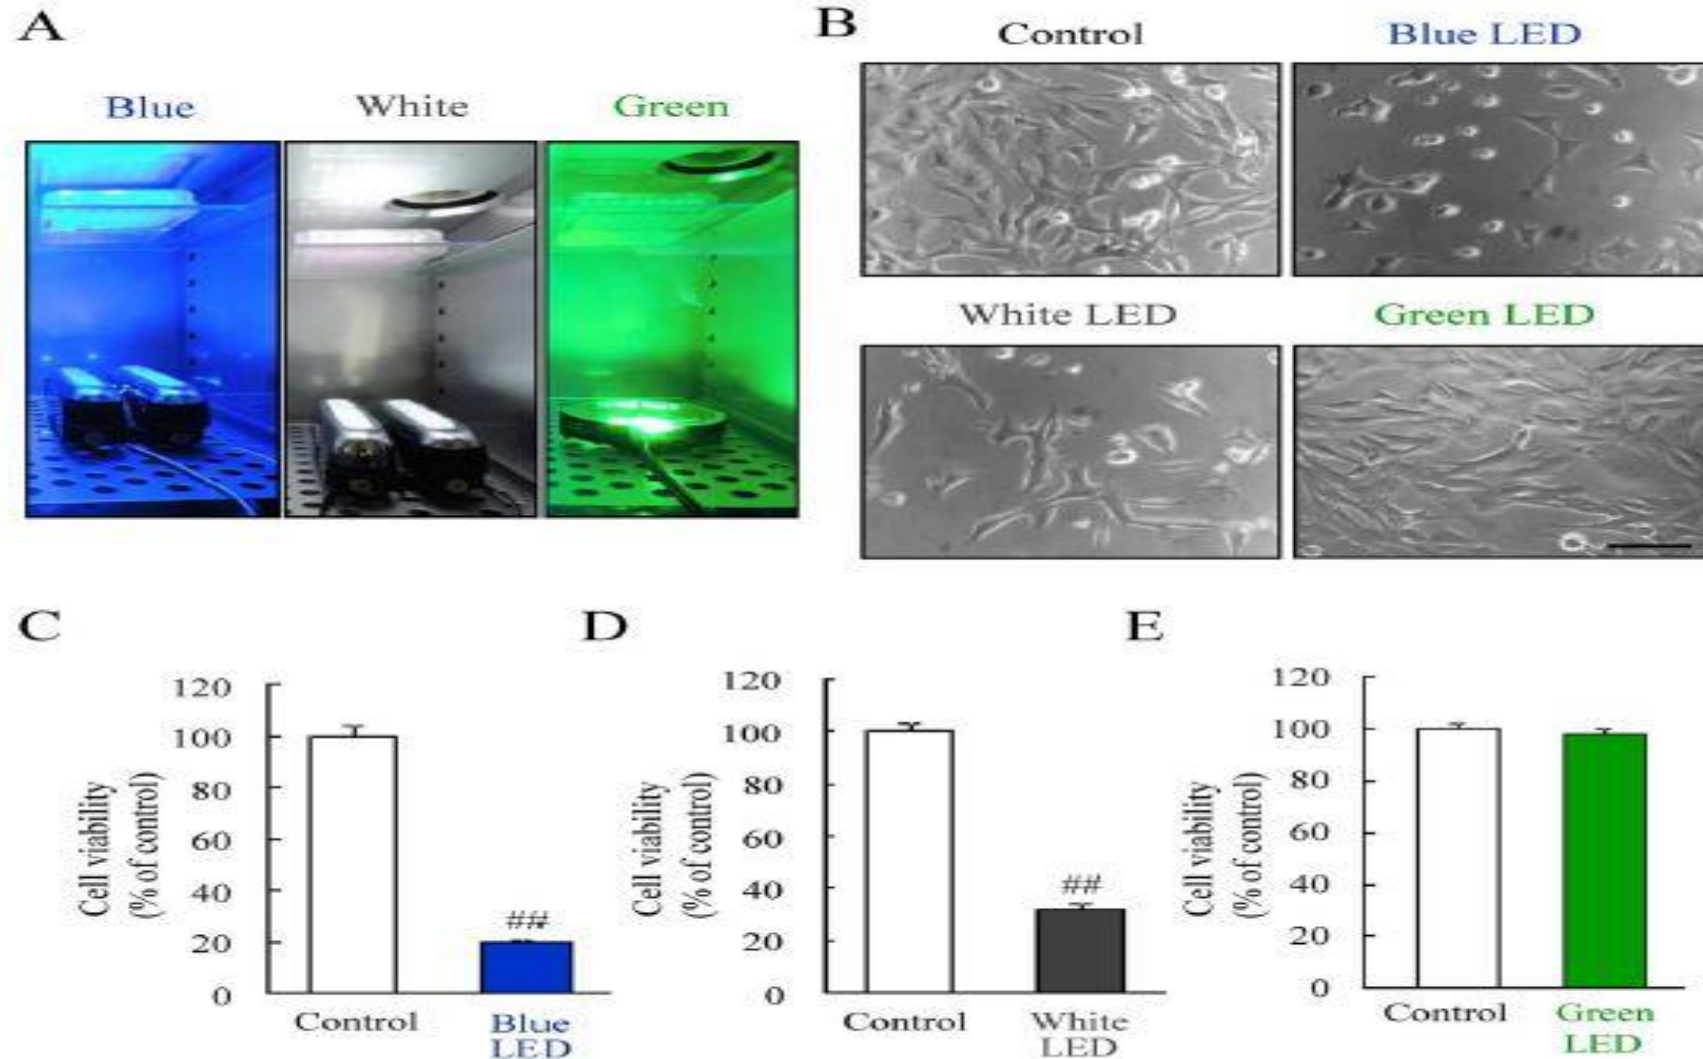 A
Blue White Green
B
Control Blue LED
White LED Green LED
C
120
100
80
60
40
20
0
Cell viability
(% of control)
##
Control Blue
LED
D
120
100
80
60
40
20
0
Cell viability
(% of control)
##
Control White
LED
E
120
100
80
60
40
20
0
Cell viability
(% of control)
Control Green
LED